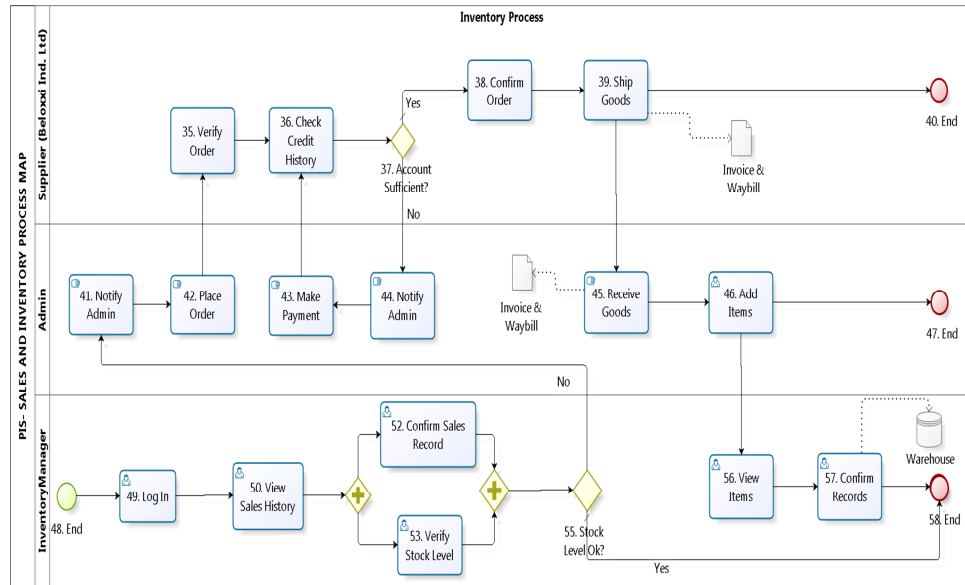 Inventory Process
PIS- SALES AND INVENTORY PROCESS MAP
Supplier (Beloxxi Ind. Ltd)
35. Verify
Order
36. Check
Credit
History
37. Account
Sufficient?
Yes
No
38. Confirm
Order
39. Ship
Goods
Invoice &
Waybill
40. End
Admin
41. Notify
Admin
42. Place
Order
43. Make
Payment
44. Notify
Admin
Invoice &
Waybill
45. Receive
Goods
46. Add
Items
47. End
No
InventoryManager
48. End
49. Log In
50. View
Sales History
52. Confirm Sales
Record
53. Verify
Stock Level
55. Stock
Level Ok?
Yes
56. View
Items
57. Confirm
Records
Warehouse
58. End